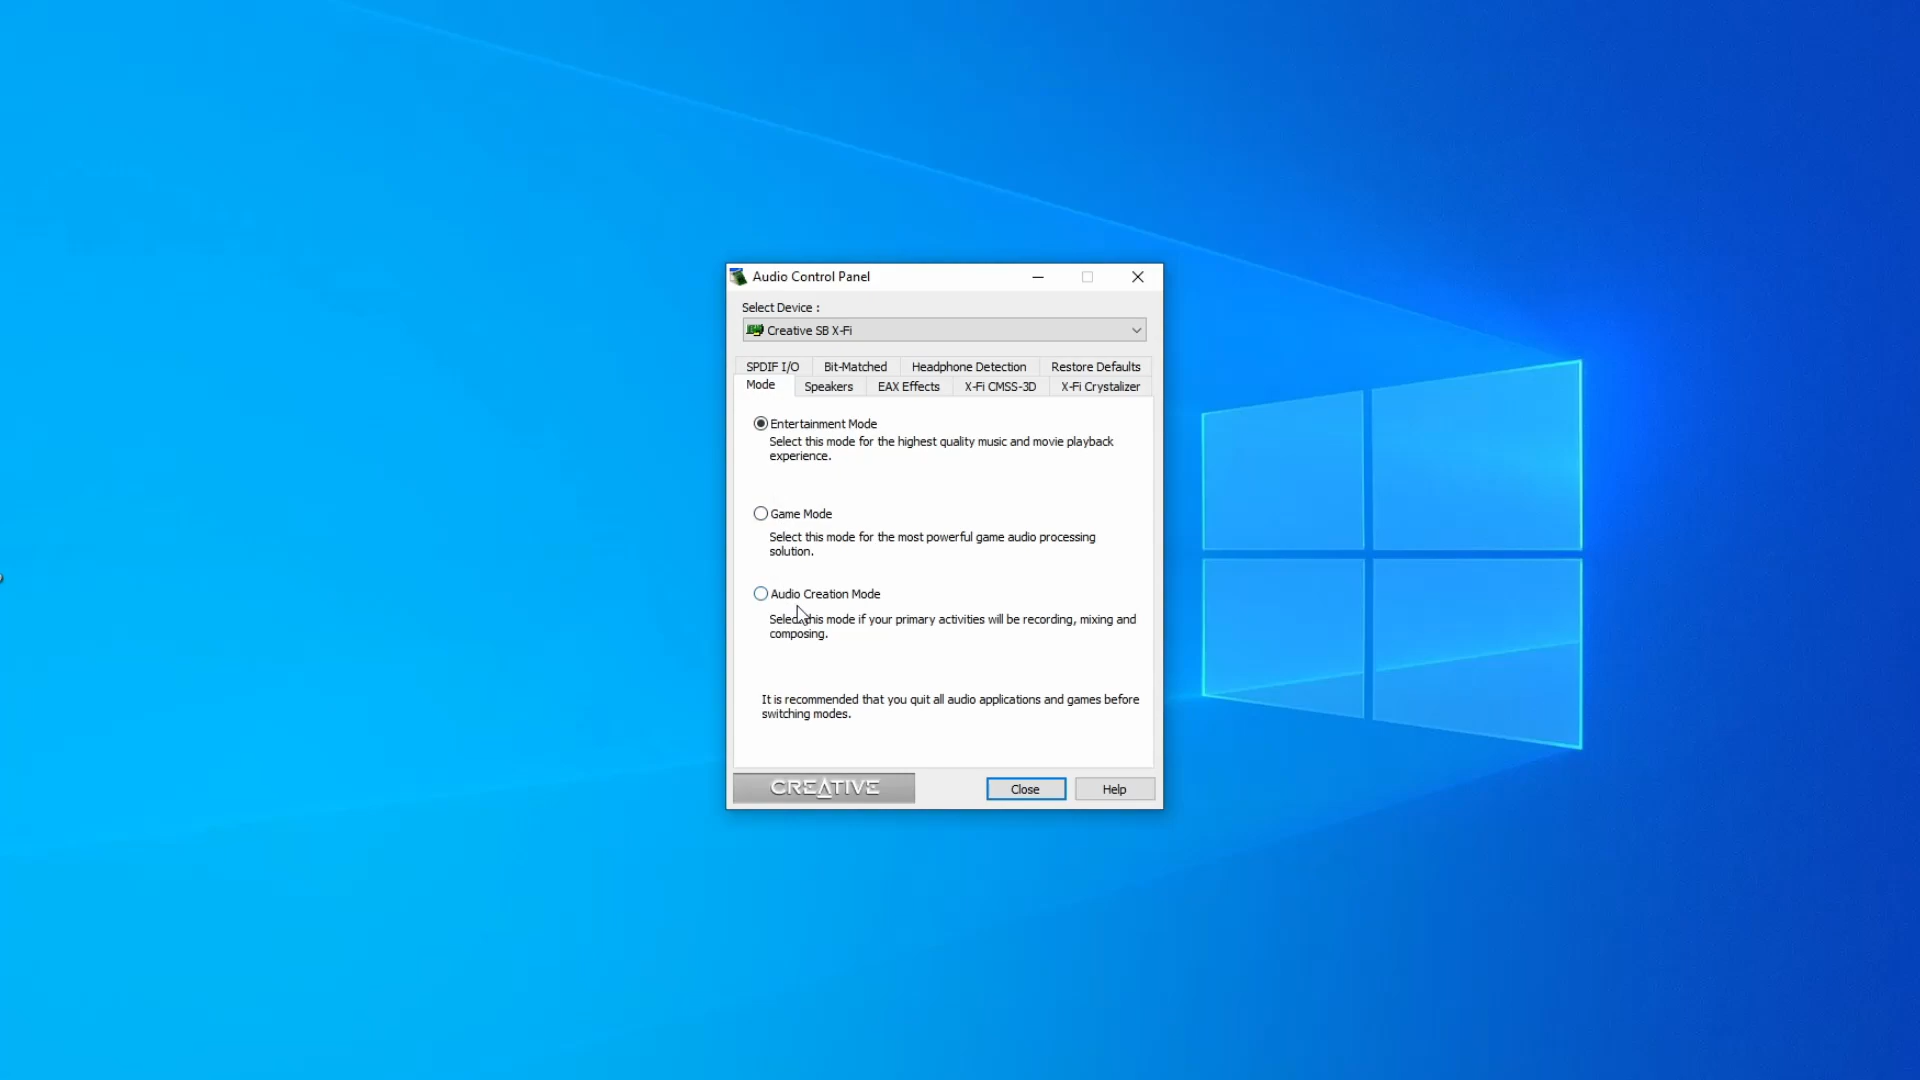 Audio Control Panel
Select Device :
Creative SB X-Fi
SPDIF I/O Bit-Matched Headphone Detection Restore Defaults
Mode Speakers EAX Effects X-Fi CMSS-3D X-Fi Crystalizer
Entertainment Mode
Select this mode for the highest quality music and movie playback
experience.
Game Mode
Select this mode for the most powerful game audio processing
solution.
Audio Creation Mode
Select this mode if your primary activities will be recording, mixing and
composing.
It is recommended that you quit all audio applications and games before
switching modes.
CREATIVE Close Help